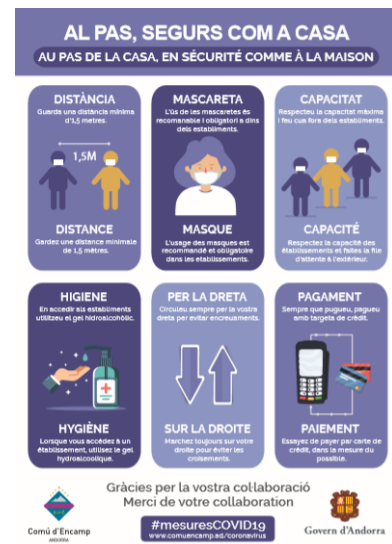 AL PAS, SEGURS COM A CASA
AU PAS DE LA CASA, EN SÉCURITÉ COMME À LA MAISON
DISTÀNCIA
Guarda una distància mínima
d'1,5 metres.
1,5M
DISTANCE
Gardez une distance minimale
de 1,5 mètres.
MASCARETA
L'ús de les mascaretes és
recomanable i obligatori a dins
dels establiments.
MASQUE
L'usage des masques est
recommandé et obligatoire
dans les établissements.
CAPACITAT
Respecteu la capacitat màxima
i feu cua fora dels establiments.
CAPACITÉ
Respectez la capacité des
établissements et faites la file
d'attente à l'extérieur.
HIGIENE
En accedir als establiments
utilitzeu el gel hidroalcohòlic.
HYGIÈNE
Lorsque vous accédez à un
établissement, utilisez le gel
hydroalcoolique.
PER LA DRETA
Circuleu sempre per la vostra
dreta per evitar encreuaments.
SUR LA DROITE
Marchez toujours sur votre
droite pour éviter les
croisements.
PAGAMENT
Sempre que pugueu, pagueu
amb targeta de crèdit.
PAIEMENT
Essayez de payer par carte de
crédit, dans la mesure du
possible.
Gràcies per la vostra col·laboració
Merci de votre collaboration
#mesuresCOVID19
www.comuencamp.ad/coronavirus
Comú d'Encamp
ANDORRA
Govern d'Andorra